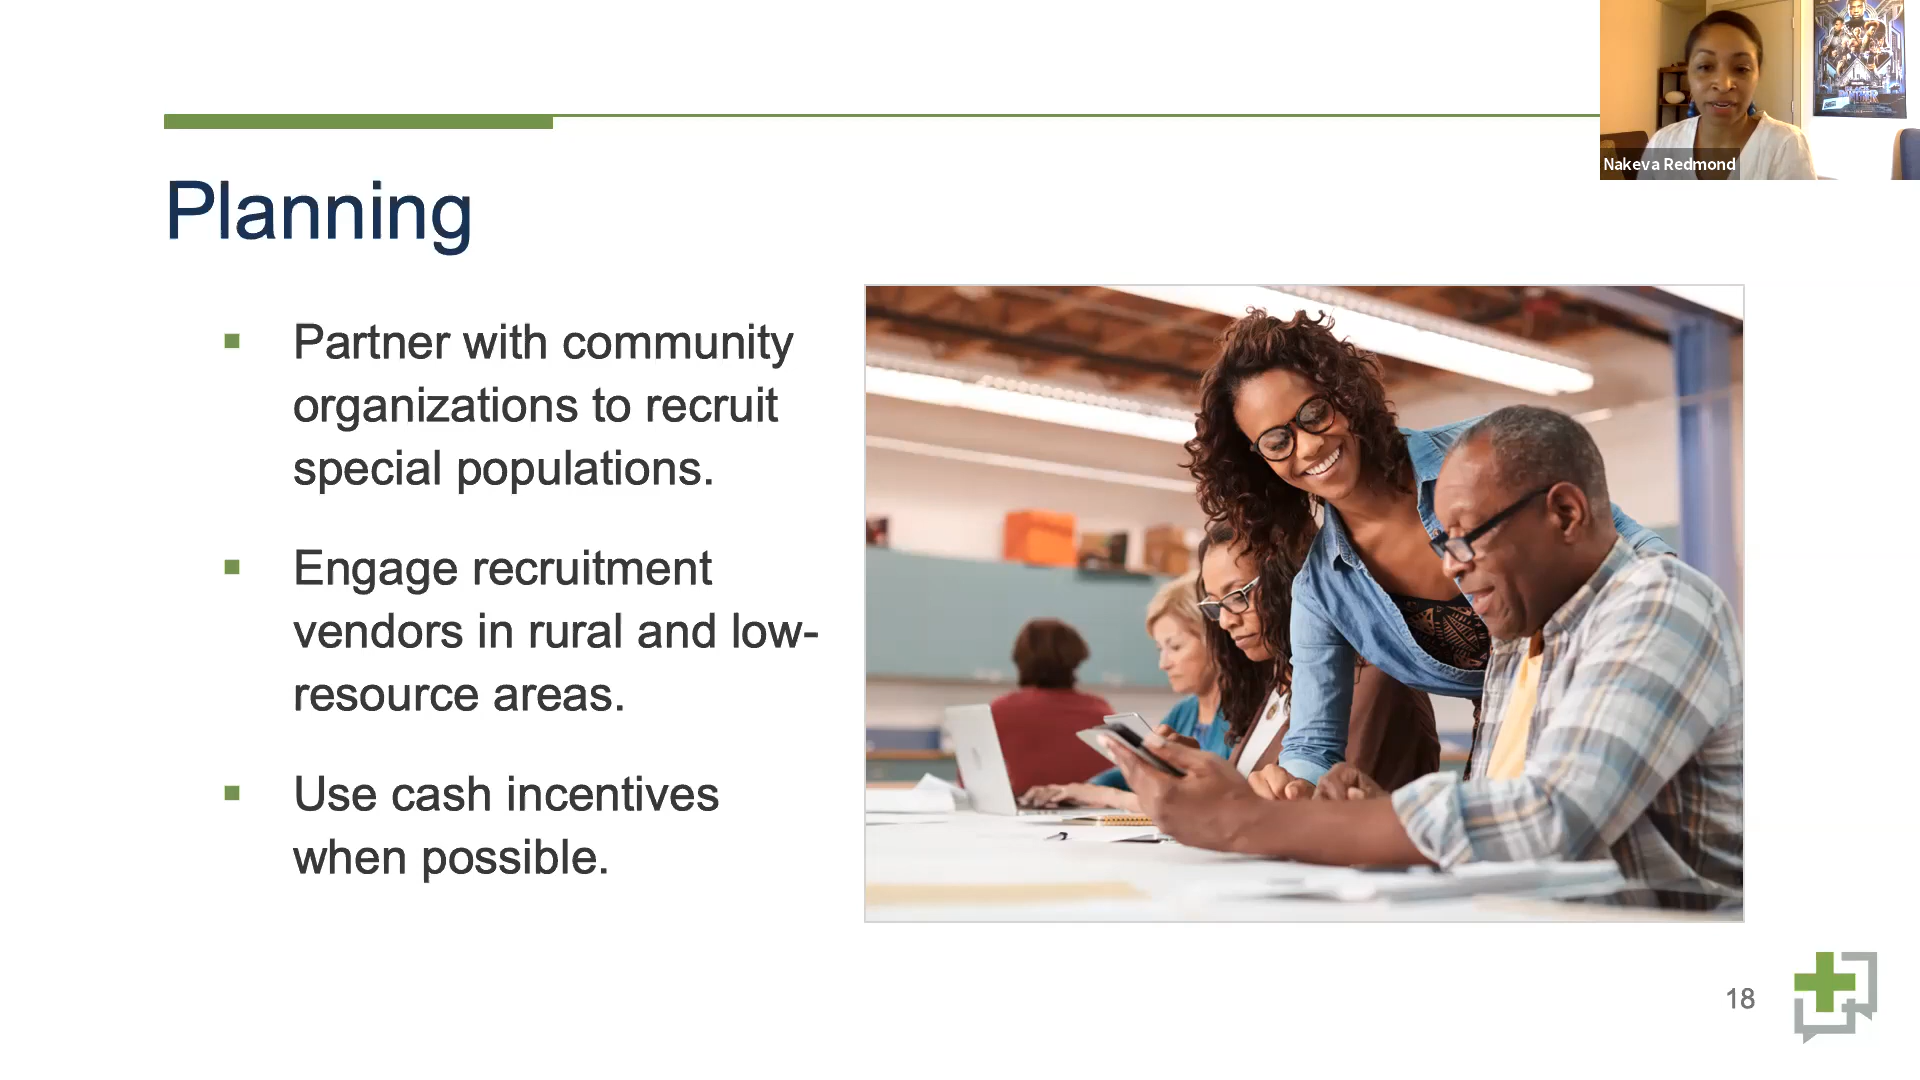 Nakeva Redmond
Planning
Partner with community
organizations to recruit
special populations.
Engage recruitment
vendors in rural and low-
resource areas.
Use cash incentives
when possible.
18